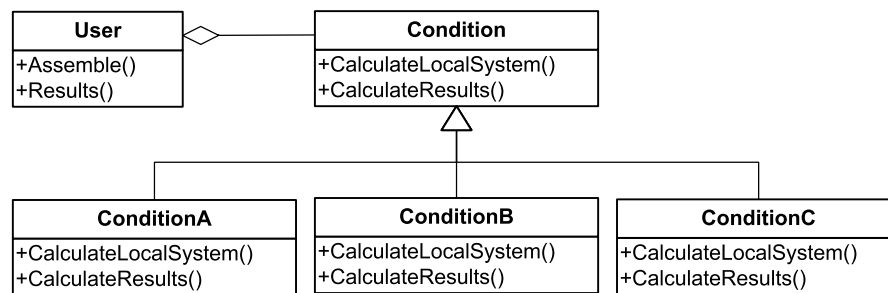 User
+Assemble()
+Results()
Condition
+CalculateLocalSystem()
+CalculateResults()
ConditionA
+CalculateLocalSystem()
+CalculateResults()
ConditionB
+CalculateLocalSystem()
+CalculateResults()
ConditionC
+CalculateLocalSystem()
+CalculateResults()